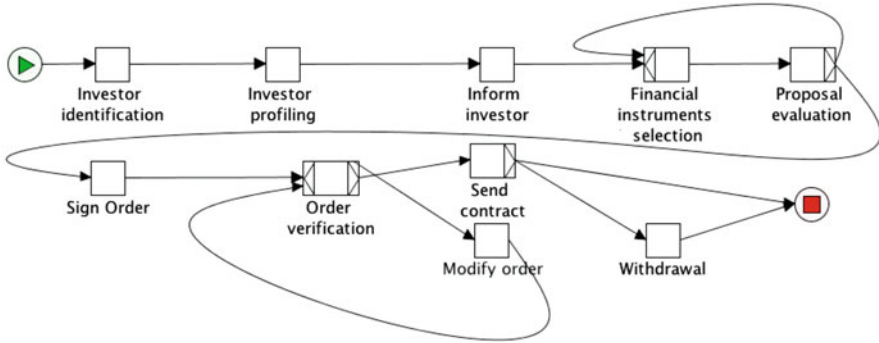 Investor
identification
Investor
profiling
Inform
investor
Financial
instruments
selection
Proposal
evaluation
Sign Order
Order
verification
Send
contract
Modify order
Withdrawal